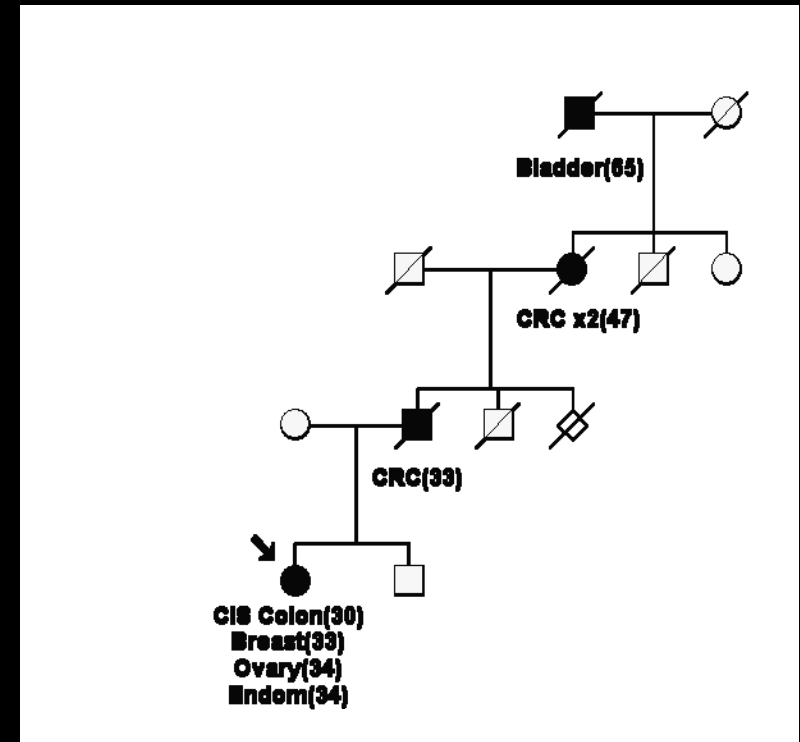 Bladder(65)
CRC x2(47)
CRC(33)
CIS Colon(30)
Breast(33)
Ovary(34)
Endom(34)